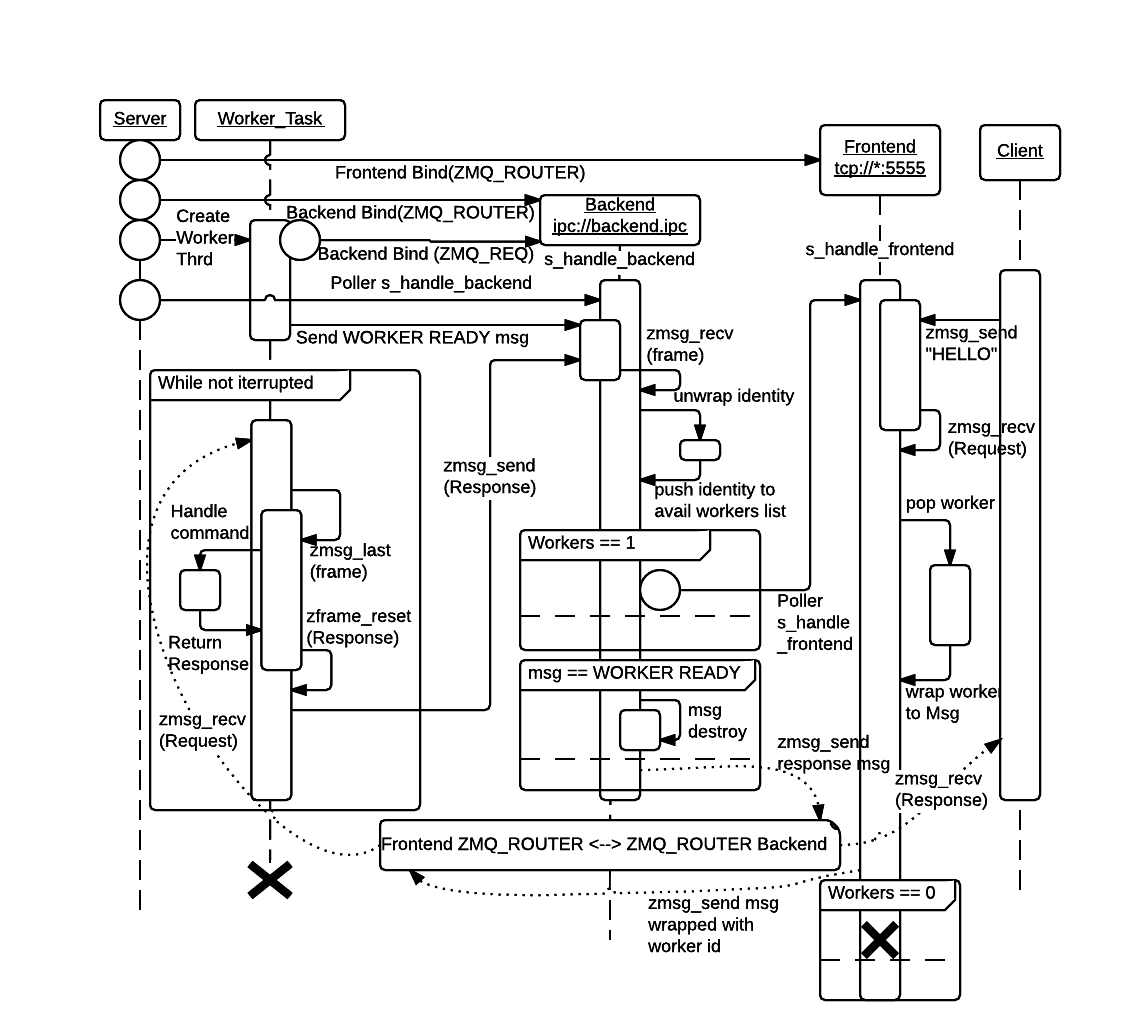 Server
Worker_Task
Frontend
tcp://*:5555
Client
Frontend Bind(ZMQ_ROUTER)
Backend
ipc://backend.ipc
Backend Bind(ZMQ_ROUTER)
Create
Worker
Thrd
Backend Bind (ZMQ_REQ)
s_handle_backend
s_handle_frontend
Poller s_handle_backend
Send WORKER READY msg
zmsg_recv
(frame)
zmsg_send
"HELLO"
While not iterrupted
unwrap identity
zmsg_recv
(Request)
zmsg_send
(Response)
push identity to
avail workers list
pop worker
Handle
command
zmsg_last
(frame)
Workers == 1
zframe_reset
(Response)
Poller
s_handle
_frontend
Return
Response
msg == WORKER READY
wrap worker
to Msg
zmsg_recv
(Request)
msg
destroy
zmsg_send
response msg
zmsg_recv
(Response)
Frontend ZMQ_ROUTER <--> ZMQ_ROUTER Backend
zmsg_send msg
wrapped with
worker id
Workers == 0